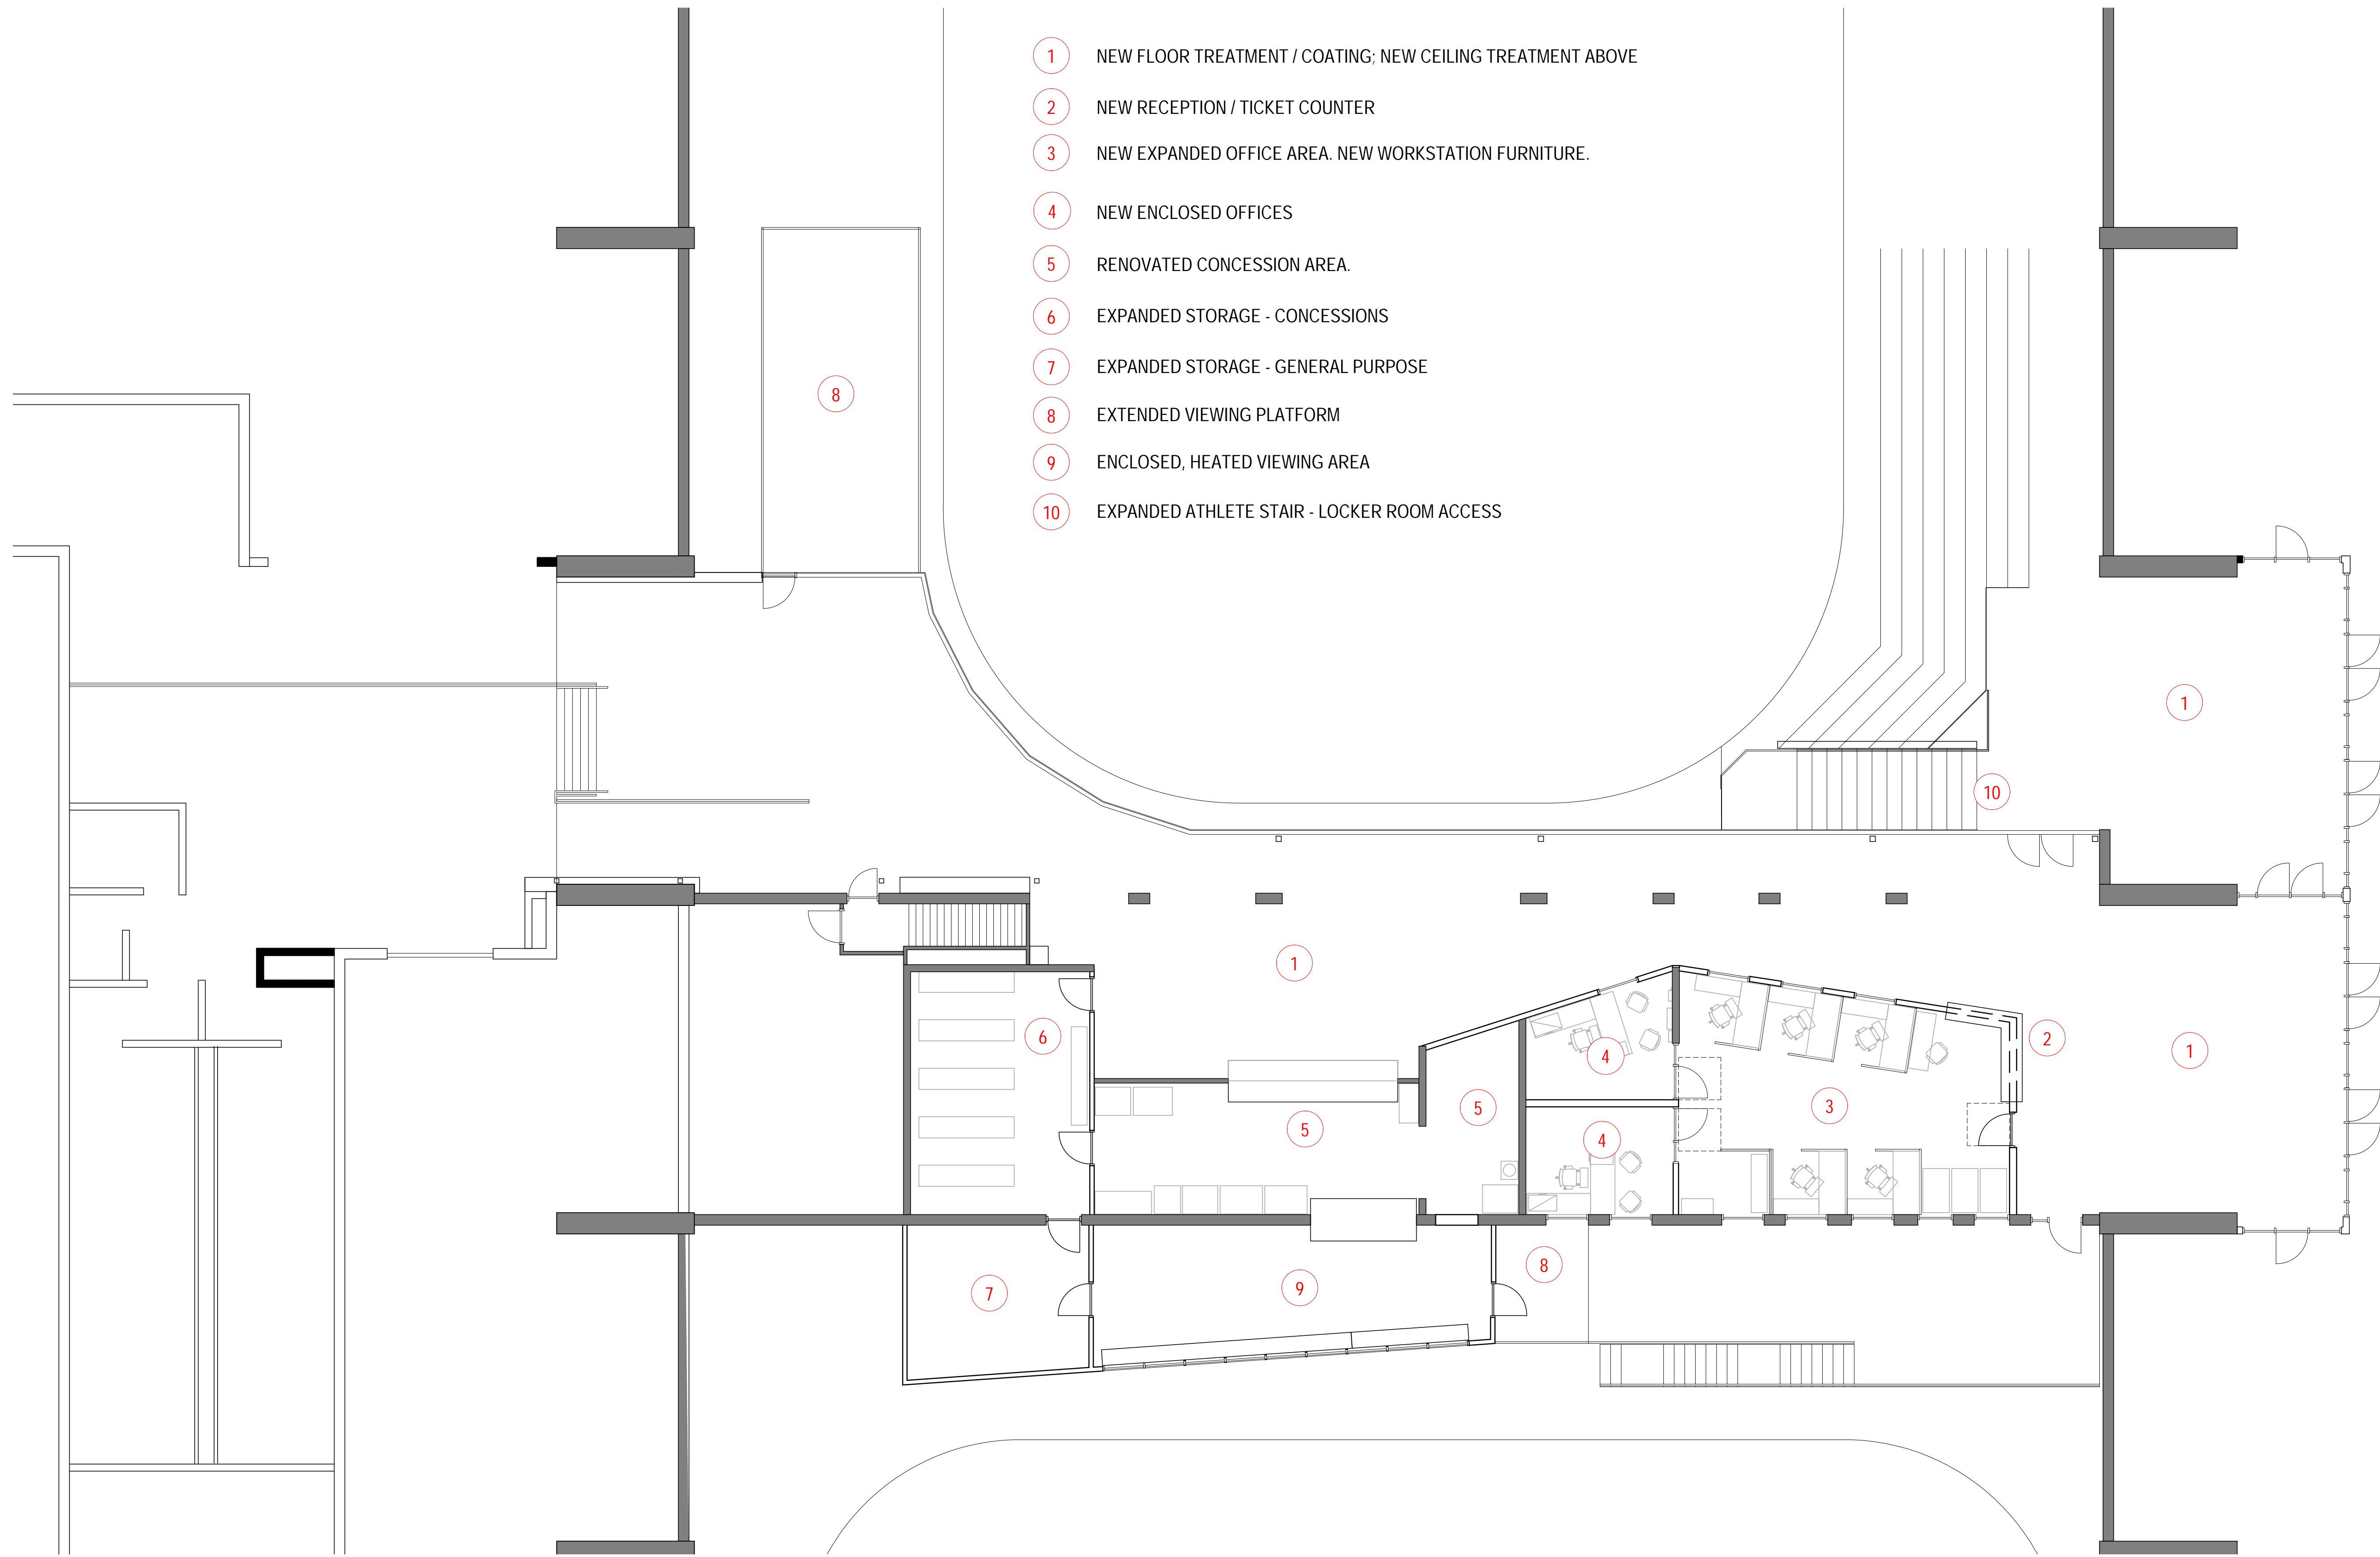 1 NEW FLOOR TREATMENT / COATING; NEW CEILING TREATMENT ABOVE
2 NEW RECEPTION / TICKET COUNTER
3 NEW EXPANDED OFFICE AREA. NEW WORKSTATION FURNITURE.
4 NEW ENCLOSED OFFICES
5 RENOVATED CONCESSION AREA.
6 EXPANDED STORAGE - CONCESSIONS
7 EXPANDED STORAGE - GENERAL PURPOSE
8 EXTENDED VIEWING PLATFORM
9 ENCLOSED, HEATED VIEWING AREA
10 EXPANDED ATHLETE STAIR - LOCKER ROOM ACCESS
8
1
10
1
6
2
1
4
5
3
5
4
8
9
7